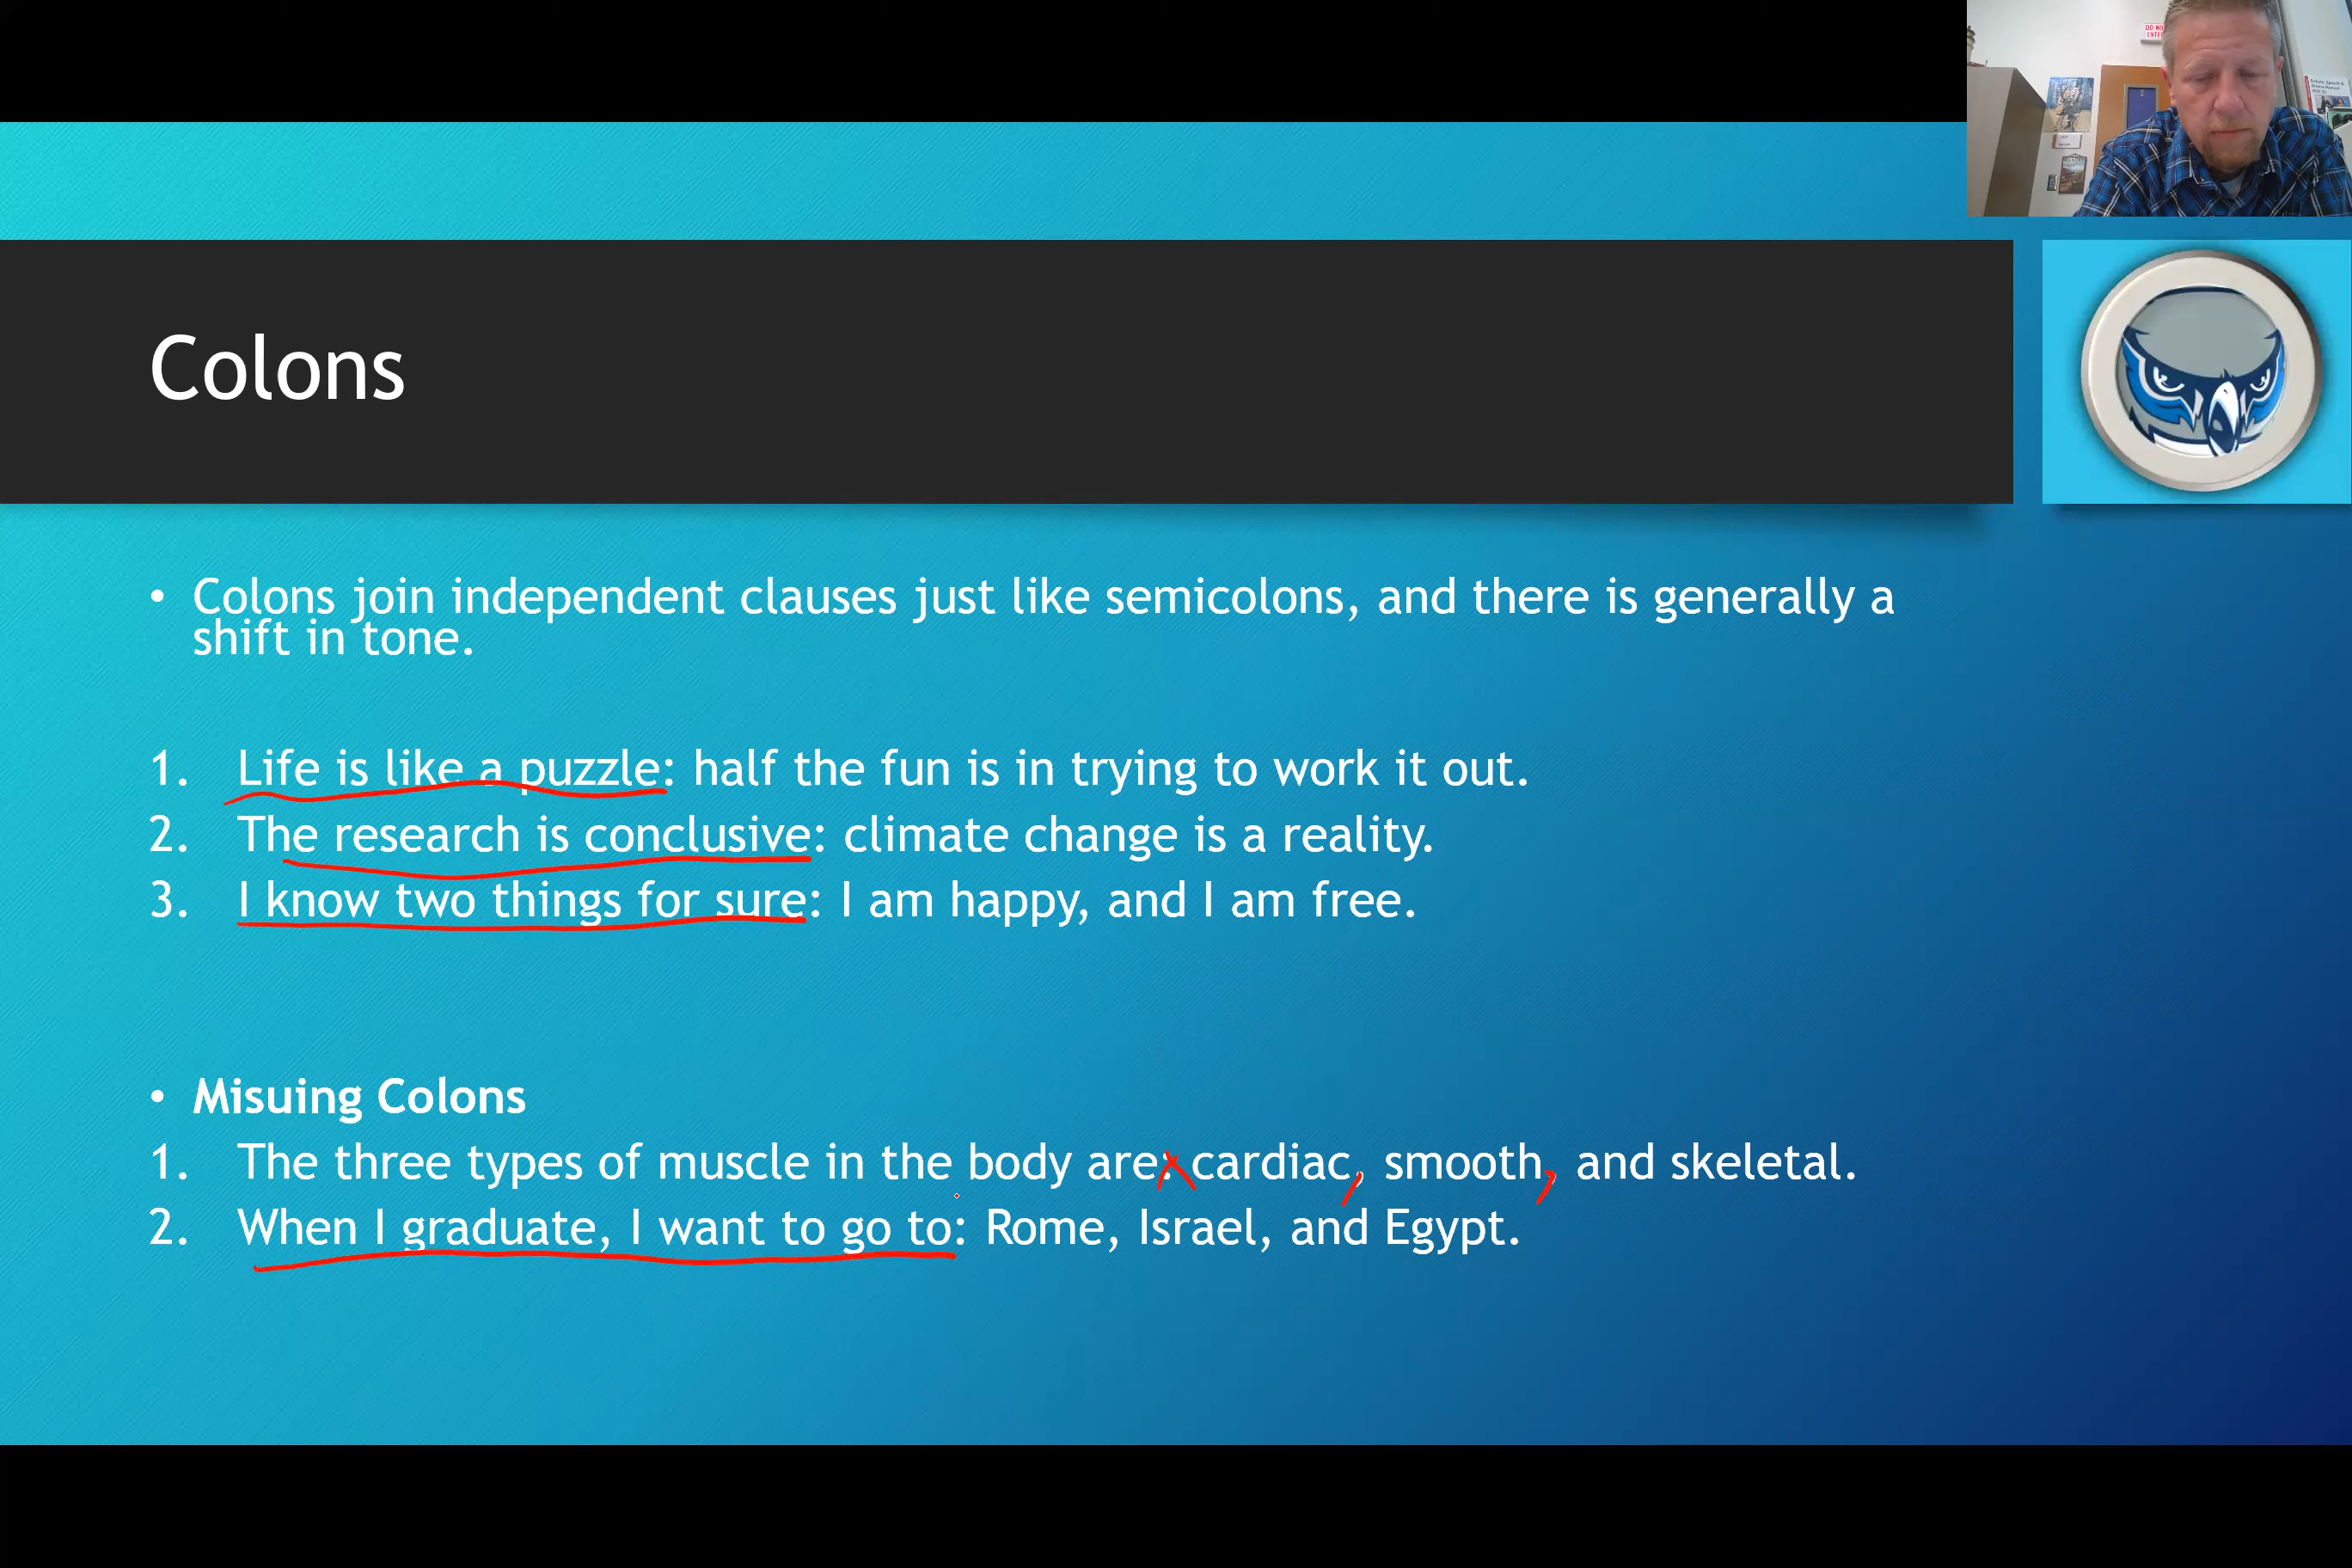 DO NO
ENTE
Colons
• Colons join independent clauses just like semicolons, and there is generally a
shift in tone.
1. Life is like a puzzle: half the fun is in trying to work it out.
2. The research is conclusive: climate change is a reality.
3. I know two things for sure: I am happy, and I am free.
• Misuing Colons
1. The three types of muscle in the body are: cardiac, smooth, and skeletal.
2. When I graduate, I want to go to: Rome, Israel, and Egypt.